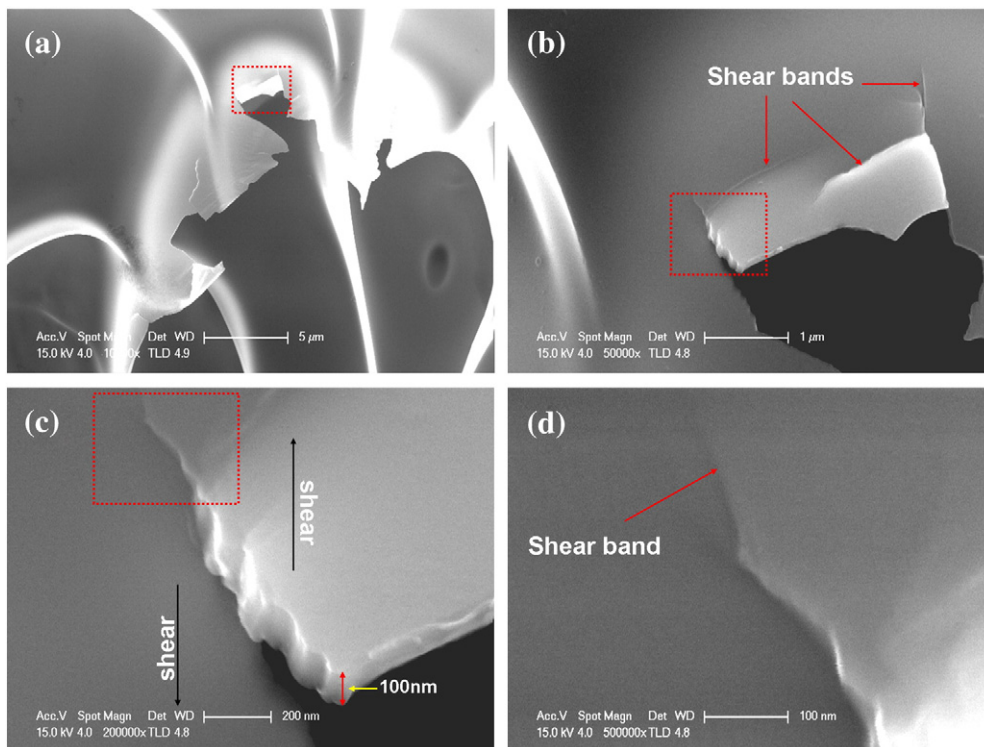 (a)
Acc.V Spot Magn Det WD
15.0 kV 4.0 TLD 4.9
5 µm
(b)
Shear bands
Acc.V Spot Magn Det WD
15.0 kV 4.0 50000x TLD 4.8
1 µm
(c)
shear
shear
100nm
Acc.V Spot Magn Det WD
15.0 kV 4.0 200000x TLD 4.8
200 nm
(d)
Shear band
Acc.V Spot Magn Det WD
15.0 kV 4.0 500000x TLD 4.8
100 nm